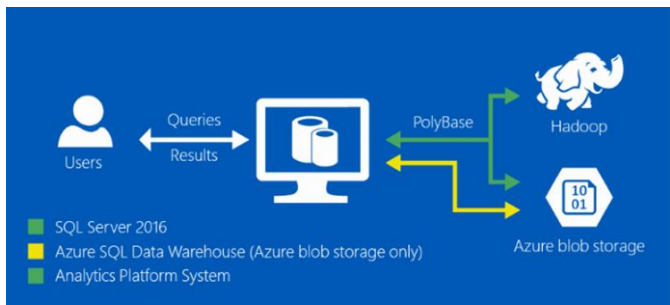 Queries
Results
Users
PolyBase
Hadoop
10
01
Azure blob storage
SQL Server 2016
Azure SQL Data Warehouse (Azure blob storage only)
Analytics Platform System